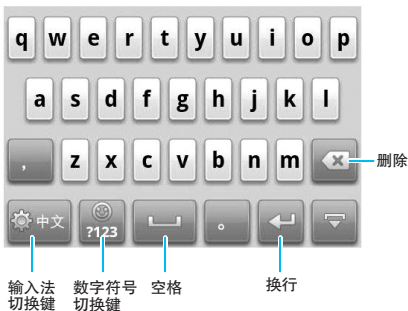 q w e r t y u i o p
a s d f g h j k l
, z x c v b n m
删除
中文 ?123 。
输入法 数字符号 空格 换行
切换键 切换键